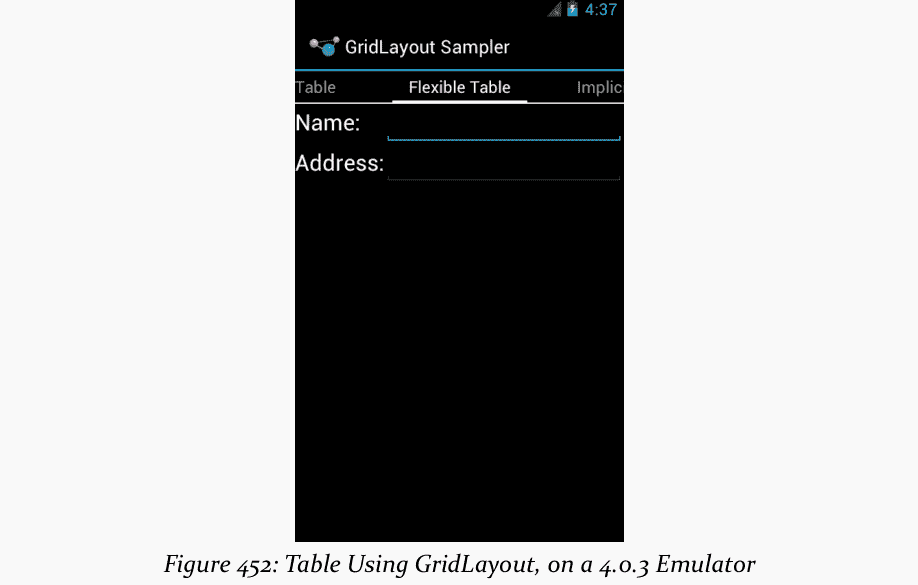 4:37
GridLayout Sampler
Table Flexible Table Implic
Name:
Address:
Figure 452: Table Using GridLayout, on a 4.0.3 Emulator